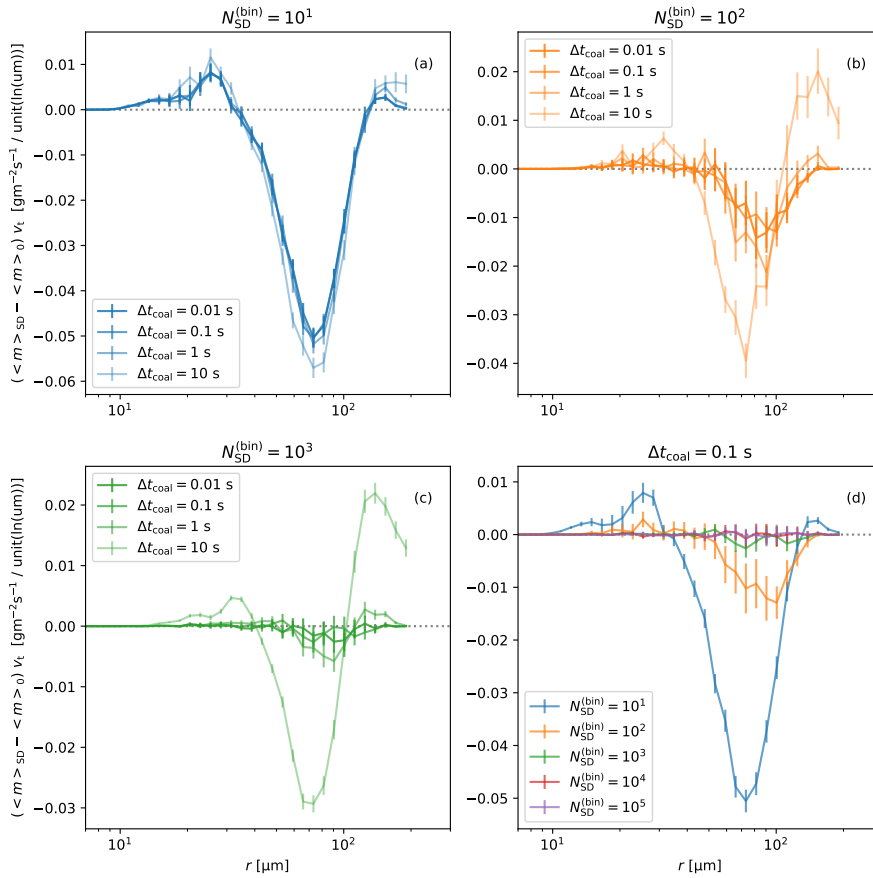 N_SD^(bin) = 10^1
(a)
(<m>_SD − <m>_0) v_t [gm^−2 s^−1 / unit(ln(um))]
0.01
0.00
−0.01
−0.02
−0.03
−0.04
−0.05
−0.06
Δt_coal = 0.01 s
Δt_coal = 0.1 s
Δt_coal = 1 s
Δt_coal = 10 s
10^1 10^2
N_SD^(bin) = 10^2
(b)
Δt_coal = 0.01 s
Δt_coal = 0.1 s
Δt_coal = 1 s
Δt_coal = 10 s
0.02
0.01
0.00
−0.01
−0.02
−0.03
−0.04
10^1 10^2
N_SD^(bin) = 10^3
(c)
(<m>_SD − <m>_0) v_t [gm^−2 s^−1 / unit(ln(um))]
Δt_coal = 0.01 s
Δt_coal = 0.1 s
Δt_coal = 1 s
Δt_coal = 10 s
0.02
0.01
0.00
−0.01
−0.02
−0.03
10^1 10^2
r [μm]
Δt_coal = 0.1 s
(d)
0.01
0.00
−0.01
−0.02
−0.03
−0.04
−0.05
N_SD^(bin) = 10^1
N_SD^(bin) = 10^2
N_SD^(bin) = 10^3
N_SD^(bin) = 10^4
N_SD^(bin) = 10^5
10^1 10^2
r [μm]